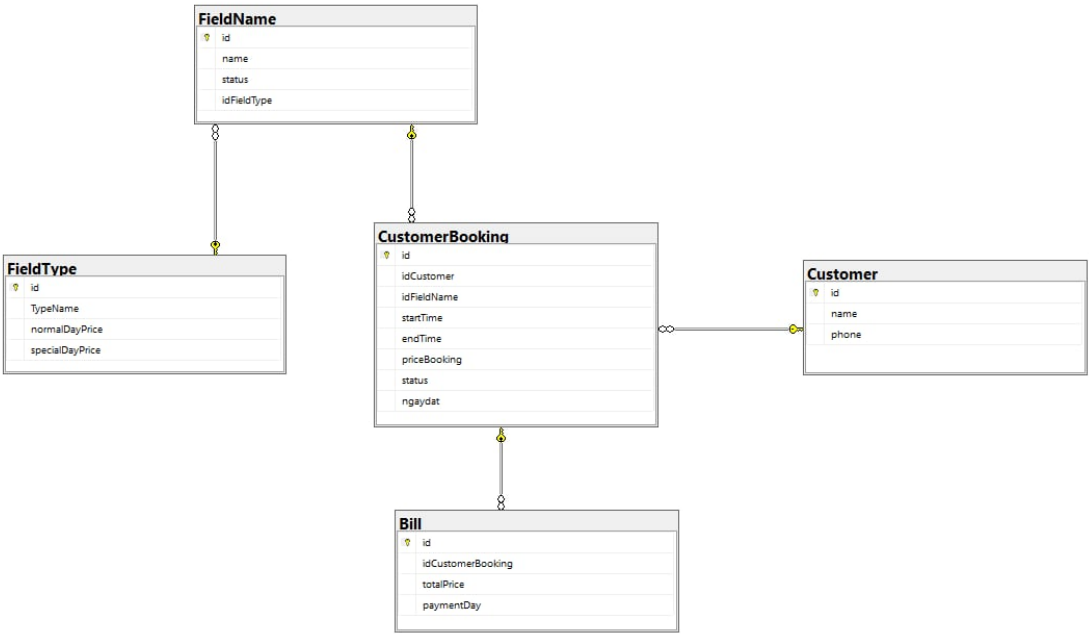 FieldName
id
name
status
idFieldType
FieldType
id
TypeName
normalDayPrice
specialDayPrice
CustomerBooking
id
idCustomer
idFieldName
startTime
endTime
priceBooking
status
ngaydat
Customer
id
name
phone
Bill
id
idCustomerBooking
totalPrice
paymentDay